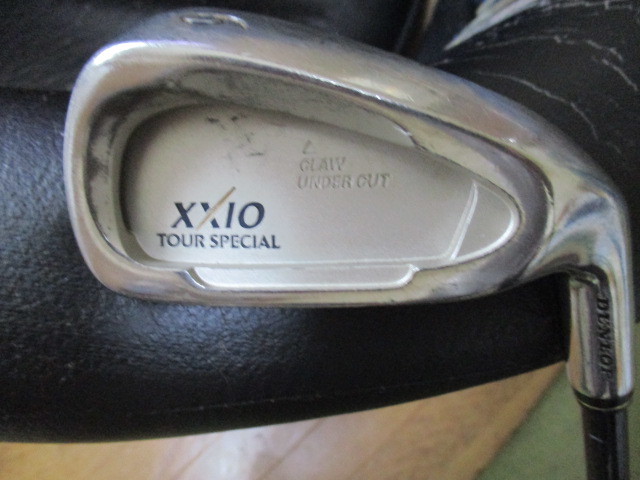 CLAW
UNDER CUT
XXIO
TOUR SPECIAL
DUNLOP